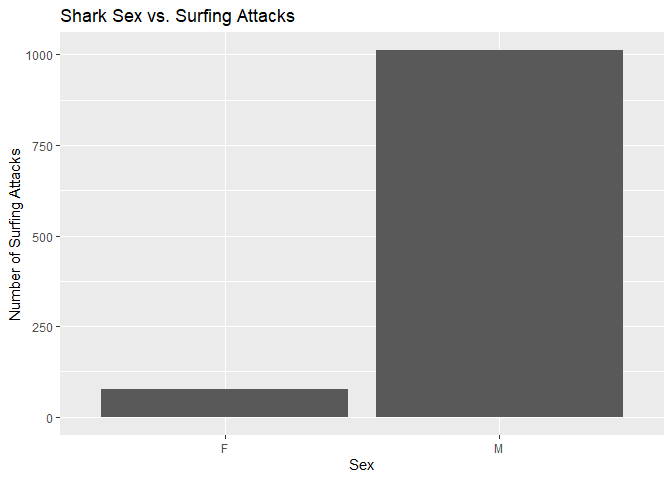 Shark Sex vs. Surfing Attacks
Number of Surfing Attacks
1000
750
500
250
0
F
M
Sex